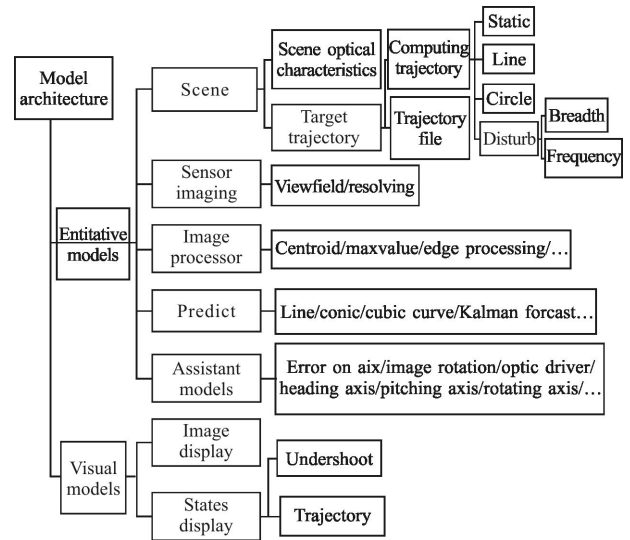 Model
architecture
Entitative
models
Scene
Scene optical
characteristics
Target
trajectory
Computing
trajectory
Trajectory
file
Static
Line
Circle
Disturb
Breadth
Frequency
Sensor
imaging
Viewfield/resolving
Image
processor
Centroid/maxvalue/edge processing/…
Predict
Line/conic/cubic curve/Kalman forcast…
Assistant
models
Error on aix/image rotation/optic driver/
heading axis/pitching axis/rotating axis/…
Visual
models
Image
display
States
display
Undershoot
Trajectory